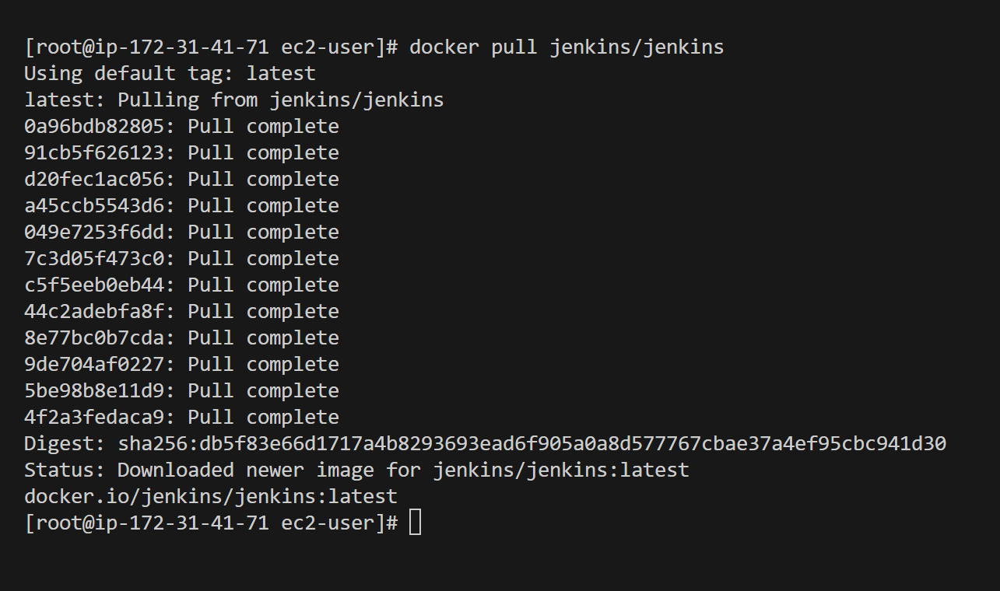 [root@ip-172-31-41-71 ec2-user]# docker pull jenkins/jenkins
Using default tag: latest
latest: Pulling from jenkins/jenkins
0a96bdb82805: Pull complete
91cb5f626123: Pull complete
d20fec1ac056: Pull complete
a45ccb5543d6: Pull complete
049e7253f6dd: Pull complete
7c3d05f473c0: Pull complete
c5f5eeb0eb44: Pull complete
44c2adebfa8f: Pull complete
8e77bc0b7cda: Pull complete
9de704af0227: Pull complete
5be98b8e11d9: Pull complete
4f2a3fedaca9: Pull complete
Digest: sha256:db5f83e66d1717a4b8293693ead6f905a0a8d577767cbae37a4ef95cbc941d30
Status: Downloaded newer image for jenkins/jenkins:latest
docker.io/jenkins/jenkins:latest
[root@ip-172-31-41-71 ec2-user]#